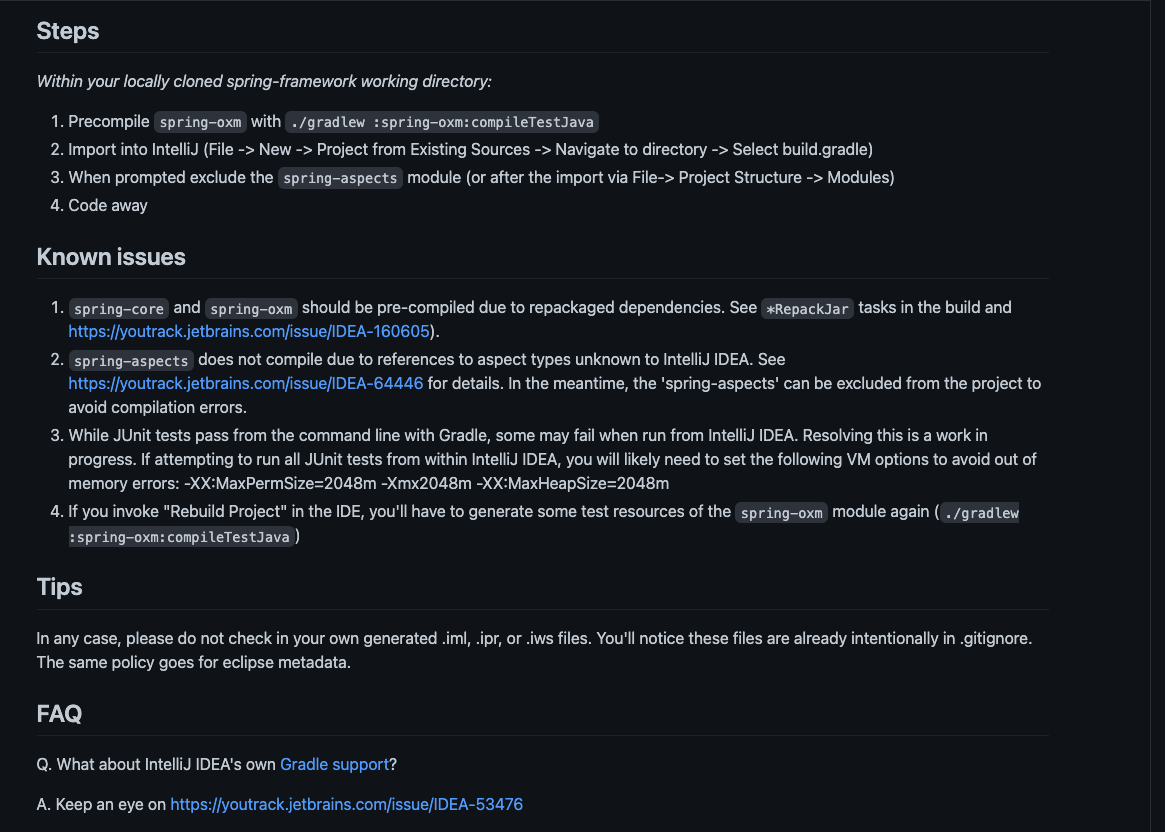 Steps
Within your locally cloned spring-framework working directory:
1. Precompile spring-oxm with ./gradlew :spring-oxm:compileTestJava
2. Import into IntelliJ (File -> New -> Project from Existing Sources -> Navigate to directory -> Select build.gradle)
3. When prompted exclude the spring-aspects module (or after the import via File-> Project Structure -> Modules)
4. Code away
Known issues
1. spring-core and spring-oxm should be pre-compiled due to repackaged dependencies. See *RepackJar tasks in the build and
https://youtrack.jetbrains.com/issue/IDEA-160605).
2. spring-aspects does not compile due to references to aspect types unknown to IntelliJ IDEA. See
https://youtrack.jetbrains.com/issue/IDEA-64446 for details. In the meantime, the 'spring-aspects' can be excluded from the project to
avoid compilation errors.
3. While JUnit tests pass from the command line with Gradle, some may fail when run from IntelliJ IDEA. Resolving this is a work in
progress. If attempting to run all JUnit tests from within IntelliJ IDEA, you will likely need to set the following VM options to avoid out of
memory errors: -XX:MaxPermSize=2048m -Xmx2048m -XX:MaxHeapSize=2048m
4. If you invoke "Rebuild Project" in the IDE, you'll have to generate some test resources of the spring-oxm module again (./gradlew
:spring-oxm:compileTestJava)
Tips
In any case, please do not check in your own generated .iml, .ipr, or .iws files. You'll notice these files are already intentionally in .gitignore.
The same policy goes for eclipse metadata.
FAQ
Q. What about IntelliJ IDEA's own Gradle support?
A. Keep an eye on https://youtrack.jetbrains.com/issue/IDEA-53476